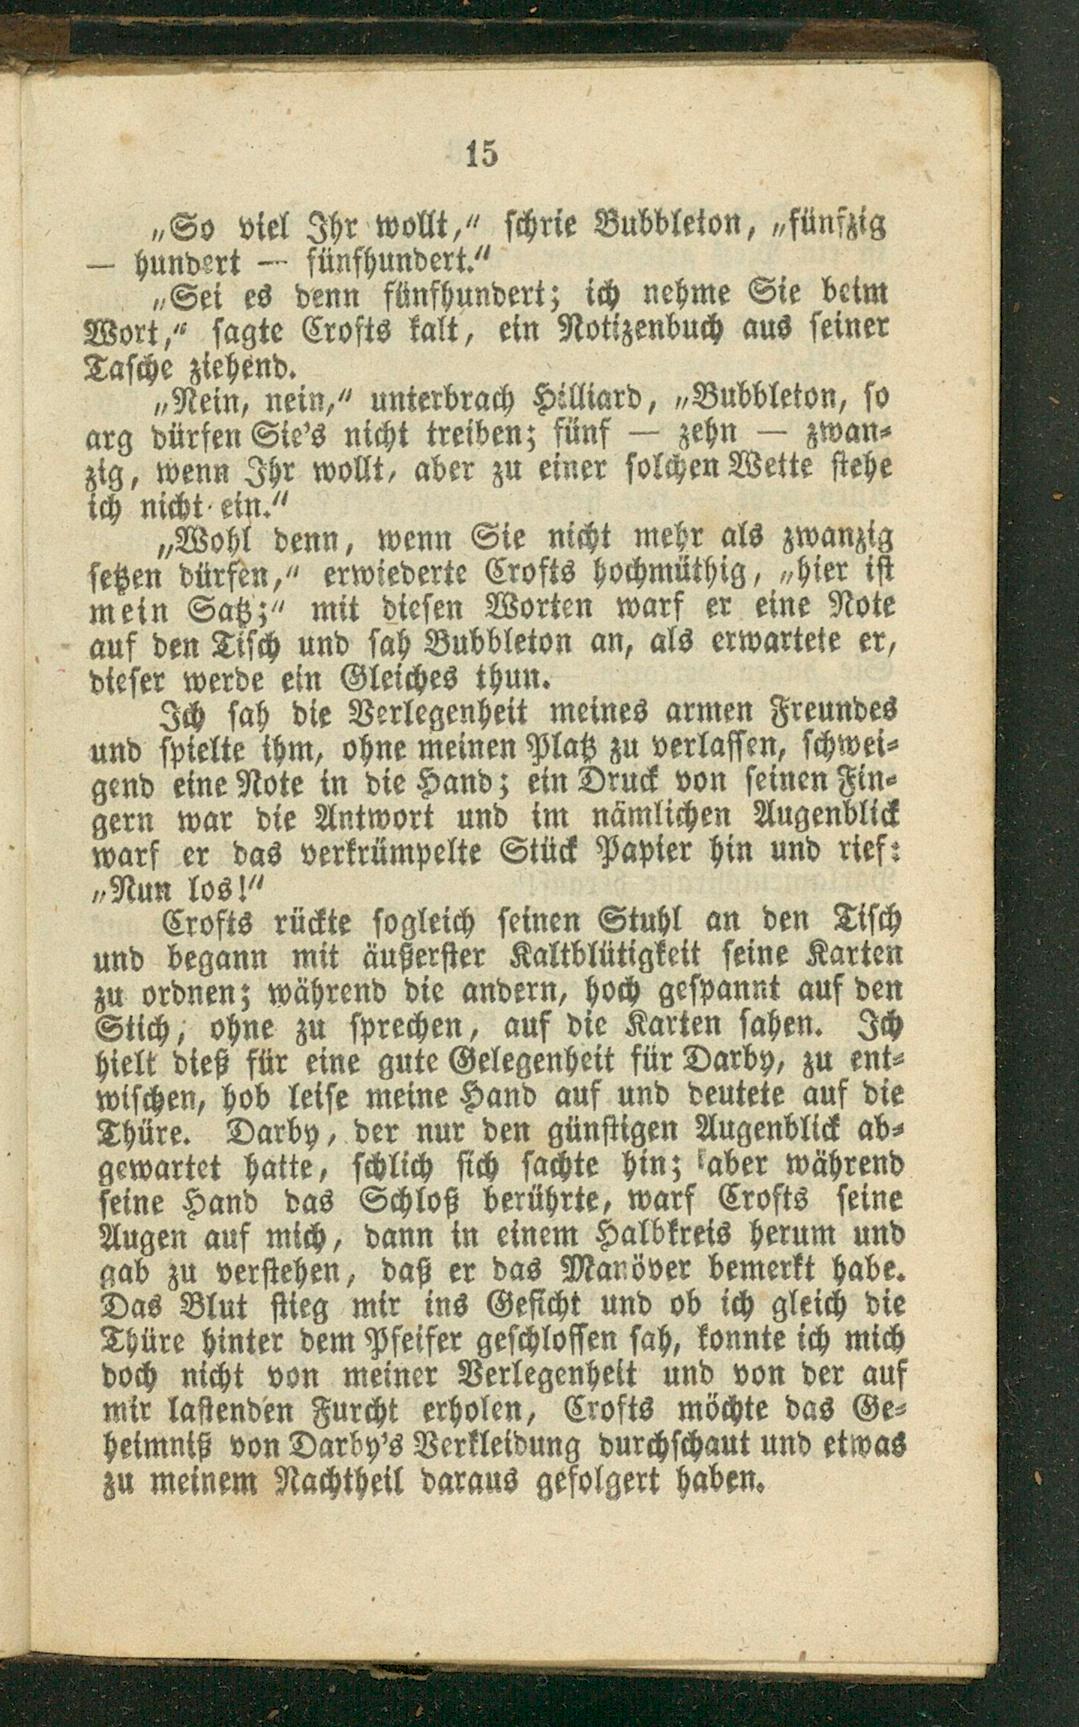 15
„So viel Ihr wollt,“ schrie Bubbleton, „fünfzig
— hundert — fünfhundert.“
„Sei es denn fünfhundert; ich nehme Sie beim
Wort,“ sagte Crofts kalt, ein Notizenbuch aus seiner
Tasche ziehend.
„Nein, nein,“ unterbrach Hilliard, „Bubbleton, so
arg dürfen Sie's nicht treiben; fünf — zehn — zwan-
zig, wenn Ihr wollt, aber zu einer solchen Wette stehe
ich nicht ein.“
„Wohl denn, wenn Sie nicht mehr als zwanzig
setzen dürfen,“ erwiederte Crofts hochmüthig, „hier ist
mein Satz;“ mit diesen Worten warf er eine Note
auf den Tisch und sah Bubbleton an, als erwartete er,
dieser werde ein Gleiches thun.
Ich sah die Verlegenheit meines armen Freundes
und spielte ihm, ohne meinen Platz zu verlassen, schwei-
gend eine Note in die Hand; ein Druck von seinen Fin-
gern war die Antwort und im nämlichen Augenblick
warf er das verkrümpelte Stück Papier hin und rief:
„Nun los!“
Crofts rückte sogleich seinen Stuhl an den Tisch
und begann mit äußerster Kaltblütigkeit seine Karten
zu ordnen; während die andern, hoch gespannt auf den
Stich, ohne zu sprechen, auf die Karten sahen. Ich
hielt dieß für eine gute Gelegenheit für Darby, zu ent-
wischen, hob leise meine Hand auf und deutete auf die
Thüre. Darby, der nur den günstigen Augenblick ab-
gewartet hatte, schlich sich sachte hin; aber während
seine Hand das Schloß berührte, warf Crofts seine
Augen auf mich, dann in einem Halbkreis herum und
gab zu verstehen, daß er das Manöver bemerkt habe.
Das Blut stieg mir ins Gesicht und ob ich gleich die
Thüre hinter dem Pfeifer geschlossen sah, konnte ich mich
doch nicht von meiner Verlegenheit und von der auf
mir lastenden Furcht erholen, Crofts möchte das Ge-
heimniß von Darby's Verkleidung durchschaut und etwas
zu meinem Nachtheil daraus gefolgert haben.